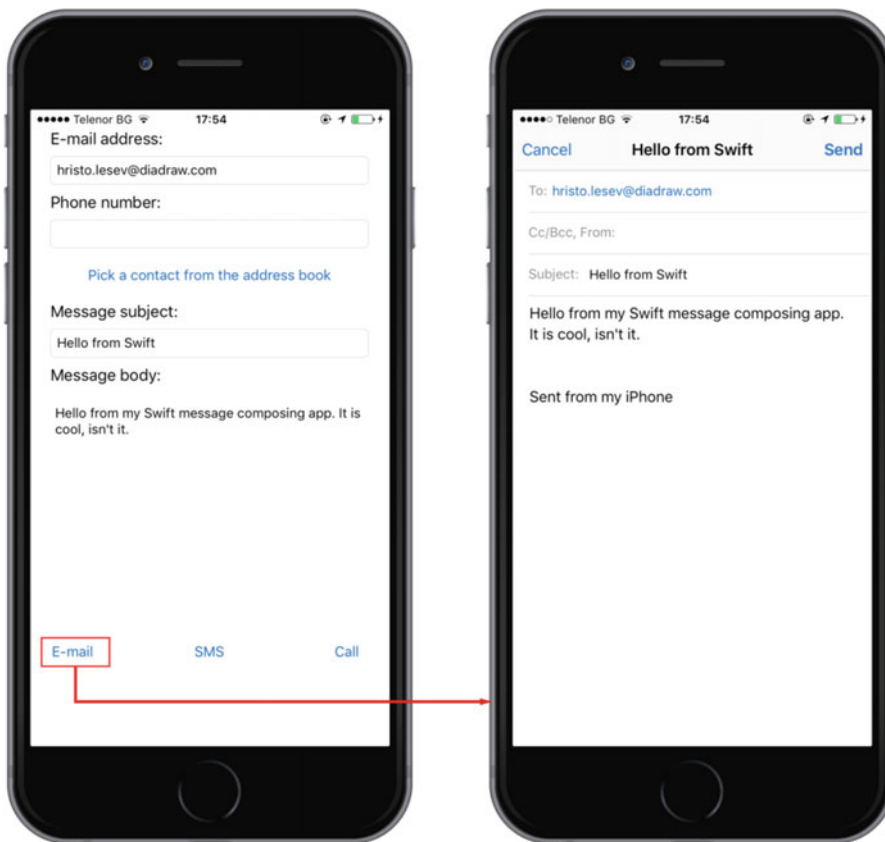 Telenor BG 17:54
E-mail address:
hristo.lesev@diadraw.com
Phone number:
Pick a contact from the address book
Message subject:
Hello from Swift
Message body:
Hello from my Swift message composing app. It is
cool, isn't it.
E-mail SMS Call
Telenor BG 17:54
Cancel Hello from Swift Send
To: hristo.lesev@diadraw.com
Cc/Bcc, From:
Subject: Hello from Swift
Hello from my Swift message composing app.
It is cool, isn't it.
Sent from my iPhone